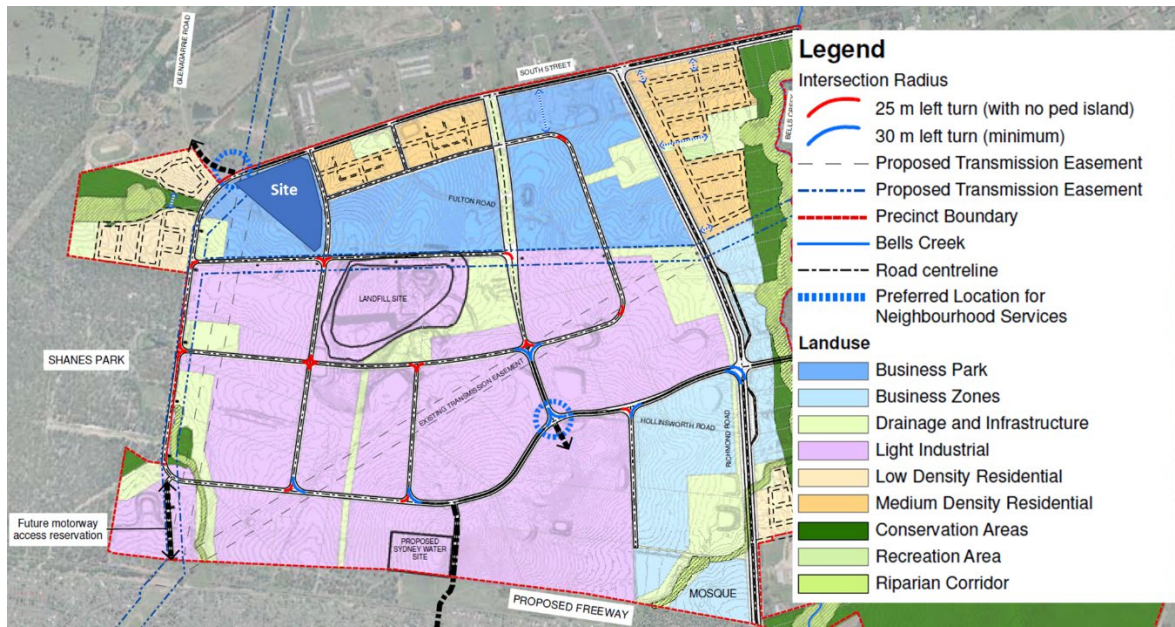 GLENAGARRIE ROAD
SOUTH STREET
BELLS CREEK
Site
FULTON ROAD
LANDFILL SITE
SHANES PARK
EXISTING TRANSMISSION EASEMENT
HOLLINSWORTH ROAD
RICHMOND ROAD
Future motorway
access reservation
PROPOSED
SYDNEY WATER
SITE
PROPOSED FREEWAY
MOSQUE
Legend
Intersection Radius
25 m left turn (with no ped island)
30 m left turn (minimum)
Proposed Transmission Easement
Proposed Transmission Easement
Precinct Boundary
Bells Creek
Road centreline
Preferred Location for
Neighbourhood Services
Landuse
Business Park
Business Zones
Drainage and Infrastructure
Light Industrial
Low Density Residential
Medium Density Residential
Conservation Areas
Recreation Area
Riparian Corridor